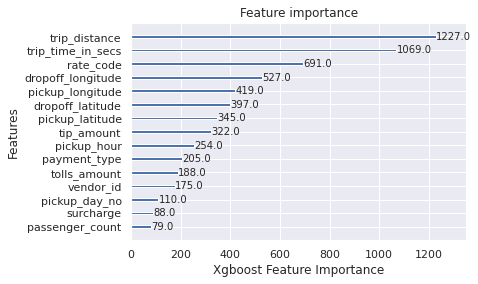 Feature importance
Features
trip_distance 1227.0
trip_time_in_secs 1069.0
rate_code 691.0
dropoff_longitude 527.0
pickup_longitude 419.0
dropoff_latitude 397.0
pickup_latitude 345.0
tip_amount 322.0
pickup_hour 254.0
payment_type 205.0
tolls_amount 188.0
vendor_id 175.0
pickup_day_no 110.0
surcharge 88.0
passenger_count 79.0
0 200 400 600 800 1000 1200
Xgboost Feature Importance